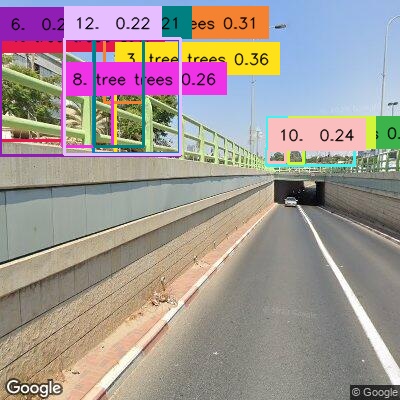 6. 0.2
12. 0.22
21
trees 0.31
3. tree trees 0.36
8. tree trees 0.26
10. 0.24
0.
Google
© Google